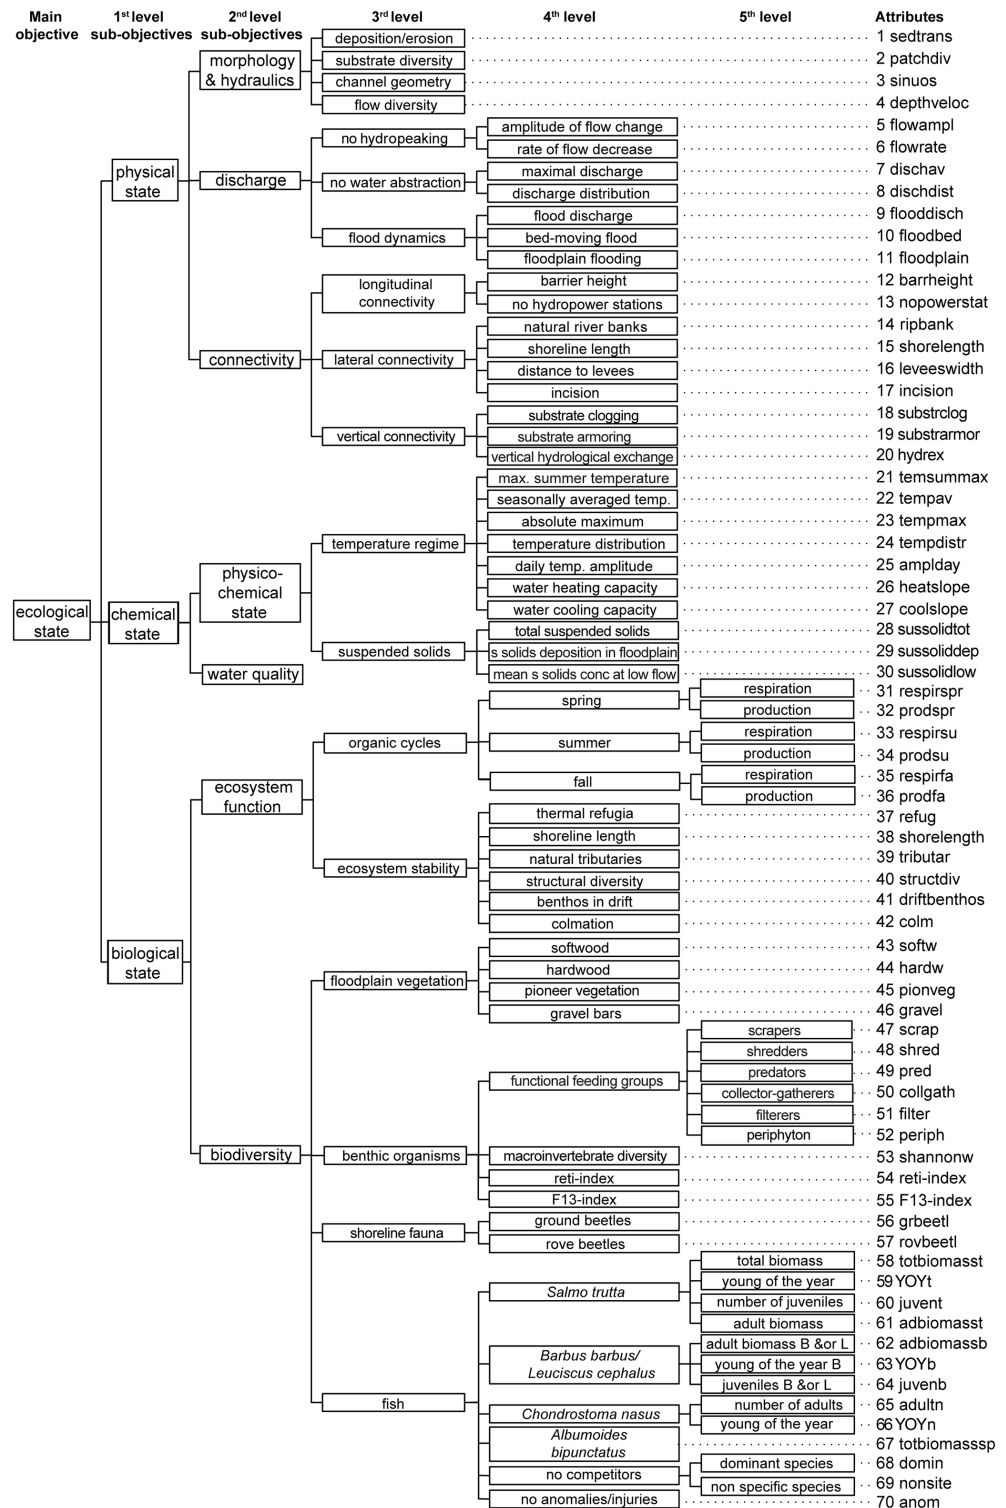 Main objective
1st level sub-objectives
2nd level sub-objectives
3rd level
4th level
5th level
Attributes
ecological state
physical state
morphology & hydraulics
deposition/erosion
1 sedtrans
substrate diversity
2 patchdiv
channel geometry
3 sinuos
flow diversity
4 depthveloc
discharge
no hydropeaking
amplitude of flow change
5 flowampl
rate of flow decrease
6 flowrate
no water abstraction
maximal discharge
7 dischav
discharge distribution
8 dischdist
flood dynamics
flood discharge
9 flooddisch
bed-moving flood
10 floodbed
floodplain flooding
11 floodplain
connectivity
longitudinal connectivity
barrier height
12 barrheight
no hydropower stations
13 nopowerstat
lateral connectivity
natural river banks
14 ripbank
shoreline length
15 shorelength
distance to levees
16 leveeswidth
incision
17 incision
vertical connectivity
substrate clogging
18 substrclog
substrate armoring
19 substrarmor
vertical hydrological exchange
20 hydrex
chemical state
physico-chemical state
temperature regime
max. summer temperature
21 temsummax
seasonally averaged temp.
22 tempav
absolute maximum
23 tempmax
temperature distribution
24 tempdistr
daily temp. amplitude
25 amplday
water heating capacity
26 heatslope
water cooling capacity
27 coolslope
suspended solids
total suspended solids
28 sussolidtot
s solids deposition in floodplain
29 sussoliddep
mean s solids conc at low flow
30 sussolidlow
water quality
biological state
ecosystem function
organic cycles
spring
respiration
31 respirspr
production
32 prodspr
summer
respiration
33 respirsu
production
34 prodsu
fall
respiration
35 respirfa
production
36 prodfa
ecosystem stability
thermal refugia
37 refug
shoreline length
38 shorelength
natural tributaries
39 tributar
structural diversity
40 structdiv
benthos in drift
41 driftbenthos
colmation
42 colm
biodiversity
floodplain vegetation
softwood
43 softw
hardwood
44 hardw
pioneer vegetation
45 pionveg
gravel bars
46 gravel
benthic organisms
functional feeding groups
scrapers
47 scrap
shredders
48 shred
predators
49 pred
collector-gatherers
50 collgath
filterers
51 filter
periphyton
52 periph
macroinvertebrate diversity
53 shannonw
reti-index
54 reti-index
F13-index
55 F13-index
shoreline fauna
ground beetles
56 grbeetl
rove beetles
57 rovbeetl
fish
Salmo trutta
total biomass
58 totbiomasst
young of the year
59 YOYt
number of juveniles
60 juvent
adult biomass
61 adbiomasst
Barbus barbus/
Leuciscus cephalus
adult biomass B &or L
62 adbiomassb
young of the year B
63 YOYb
juveniles B &or L
64 juvenb
Chondrostoma nasus
number of adults
65 adultn
young of the year
66 YOYn
Albumoides bipunctatus
67 totbiomasssp
no competitors
dominant species
68 domin
non specific species
69 nonsite
no anomalies/injuries
70 anom